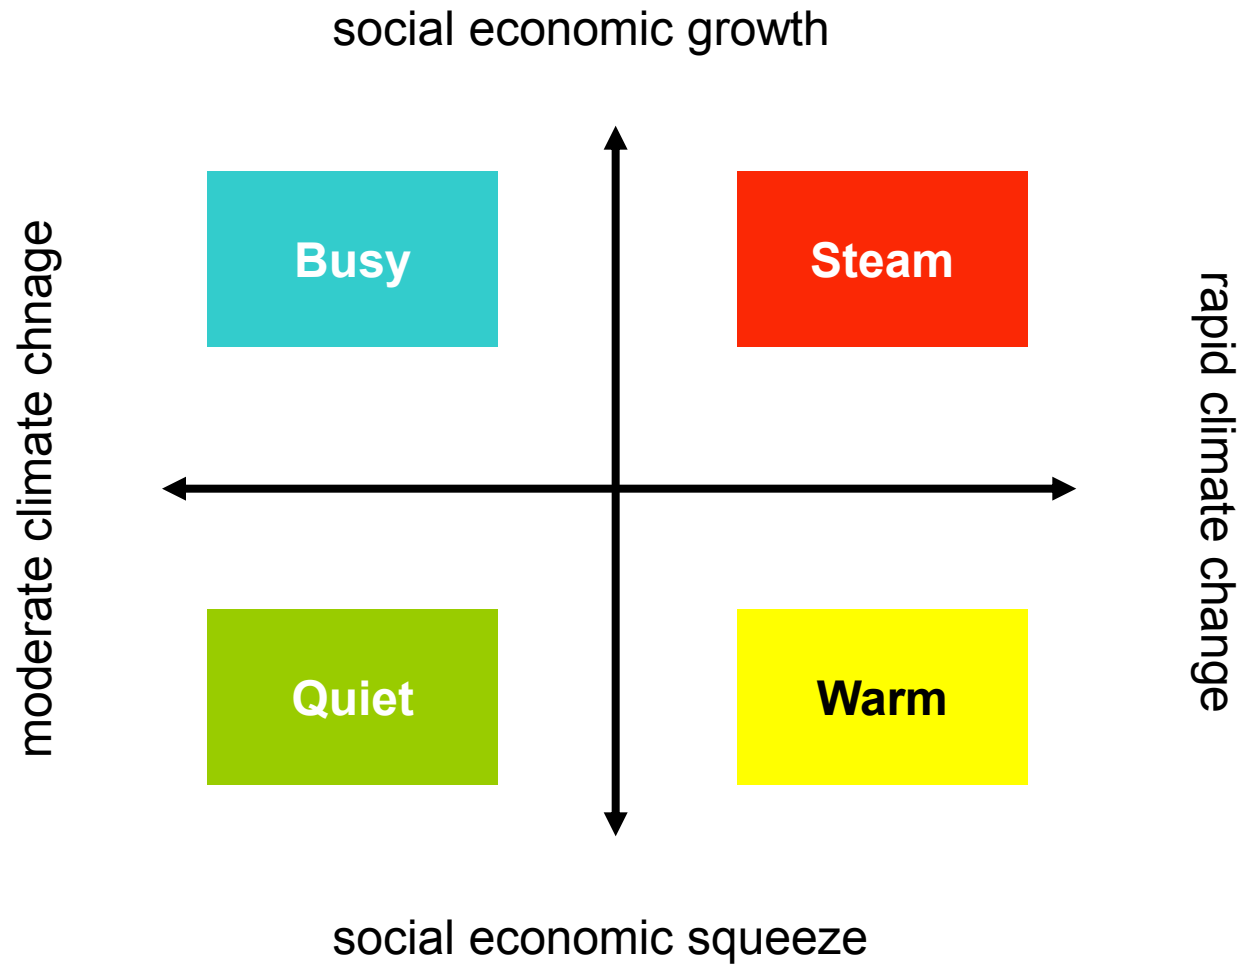 social economic growth
Busy
Steam
moderate climate chnage
rapid climate change
Quiet
Warm
social economic squeeze